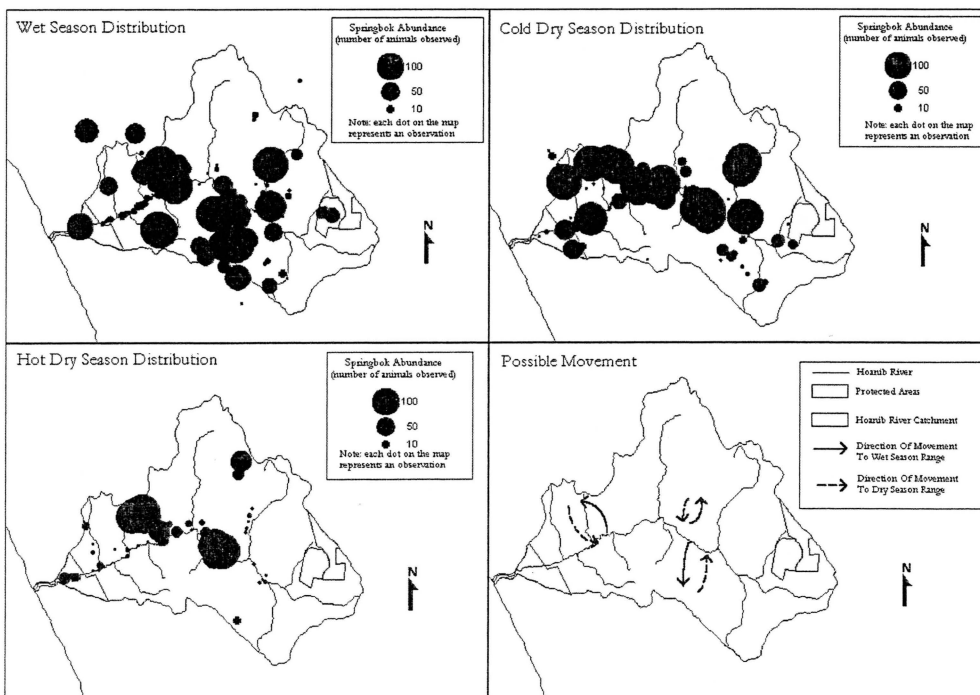 Wet Season Distribution
Springbok Abundance
(number of animals observed)
100
50
10
Note: each dot on the map
represents an observation
N
Cold Dry Season Distribution
Springbok Abundance
(number of animals observed)
100
50
10
Note: each dot on the map
represents an observation
N
Hot Dry Season Distribution
Springbok Abundance
(number of animals observed)
100
50
10
Note: each dot on the map
represents an observation
N
Possible Movement
Hoanib River
Protected Areas
Hoanib River Catchment
Direction Of Movement
To Wet Season Range
Direction Of Movement
To Dry Season Range
N